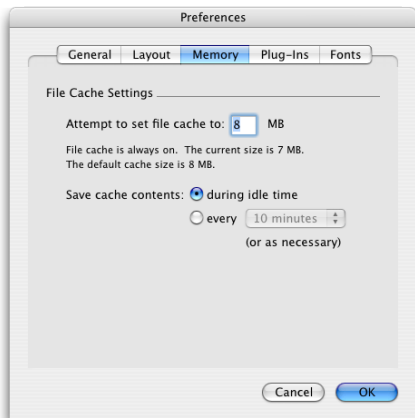 Preferences
General Layout Memory Plug-Ins Fonts
File Cache Settings
Attempt to set file cache to: 8 MB
File cache is always on. The current size is 7 MB.
The default cache size is 8 MB.
Save cache contents: during idle time
every 10 minutes
(or as necessary)
Cancel OK